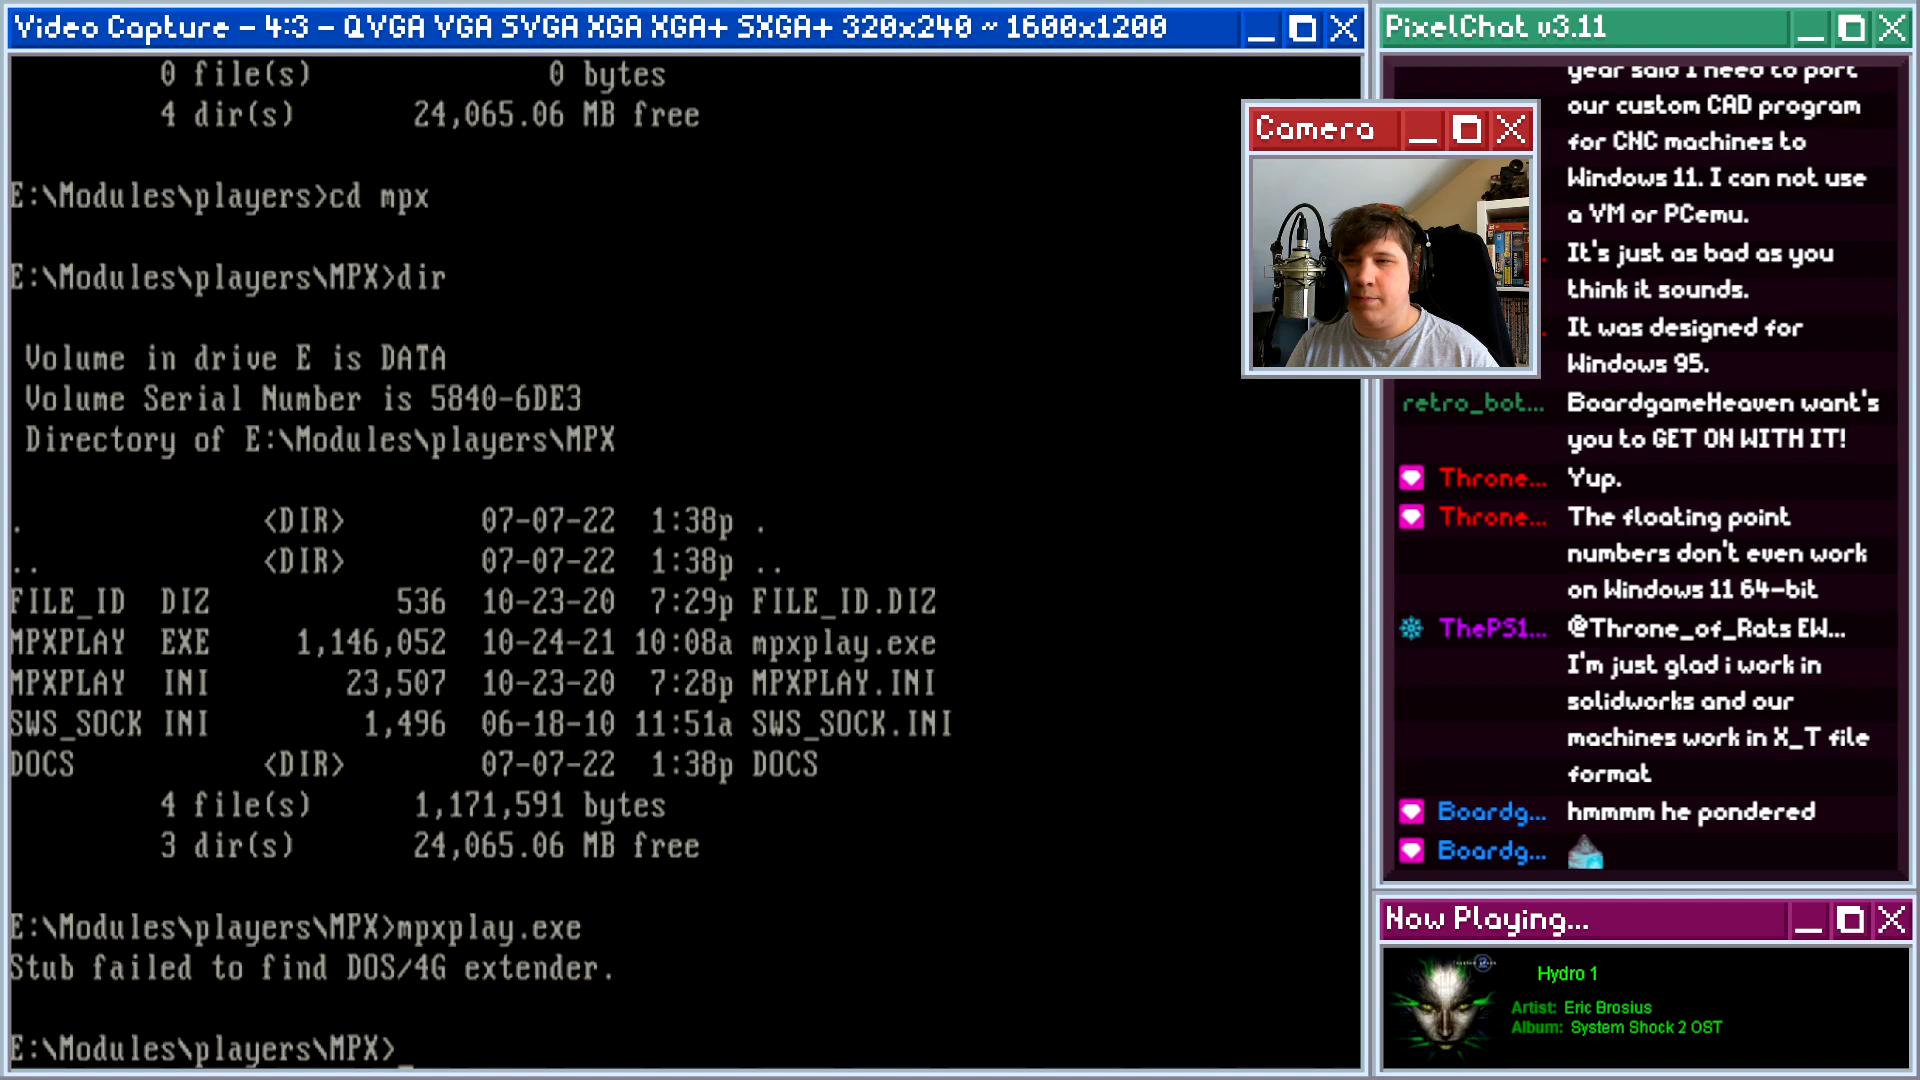 Video Capture - 4:3 - QVGA VGA SVGA XGA XGA+ SXGA+ 320x240 ~ 1600x1200
0 file(s) 0 bytes
4 dir(s) 24,065.06 MB free
E:\Modules\players>cd mpx
E:\Modules\players\MPX>dir
Volume in drive E is DATA
Volume Serial Number is 5840-6DE3
Directory of E:\Modules\players\MPX
. <DIR> 07-07-22 1:38p .
.. <DIR> 07-07-22 1:38p ..
FILE_ID DIZ 536 10-23-20 7:29p FILE_ID.DIZ
MPXPLAY EXE 1,146,052 10-24-21 10:08a mpxplay.exe
MPXPLAY INI 23,507 10-23-20 7:28p MPXPLAY.INI
SWS_SOCK INI 1,496 06-18-10 11:51a SWS_SOCK.INI
DOCS <DIR> 07-07-22 1:38p DOCS
4 file(s) 1,171,591 bytes
3 dir(s) 24,065.06 MB free
E:\Modules\players\MPX>mpxplay.exe
Stub failed to find DOS/4G extender.
E:\Modules\players\MPX>_
Camera
PixelChat v3.11
year said I need to port
our custom CAD program
for CNC machines to
Windows 11. I can not use
a VM or PCemu.
It's just as bad as you
think it sounds.
It was designed for
Windows 95.
retro_bot... BoardgameHeaven want's
you to GET ON WITH IT!
Throne... Yup.
Throne... The floating point
numbers don't even work
on Windows 11 64-bit
ThePS1... @Throne_of_Rats EW...
I'm just glad i work in
solidworks and our
machines work in X_T file
format
Boardg... hmmmm he pondered
Boardg...
Now Playing...
Hydro 1
Artist: Eric Brosius
Album: System Shock 2 OST